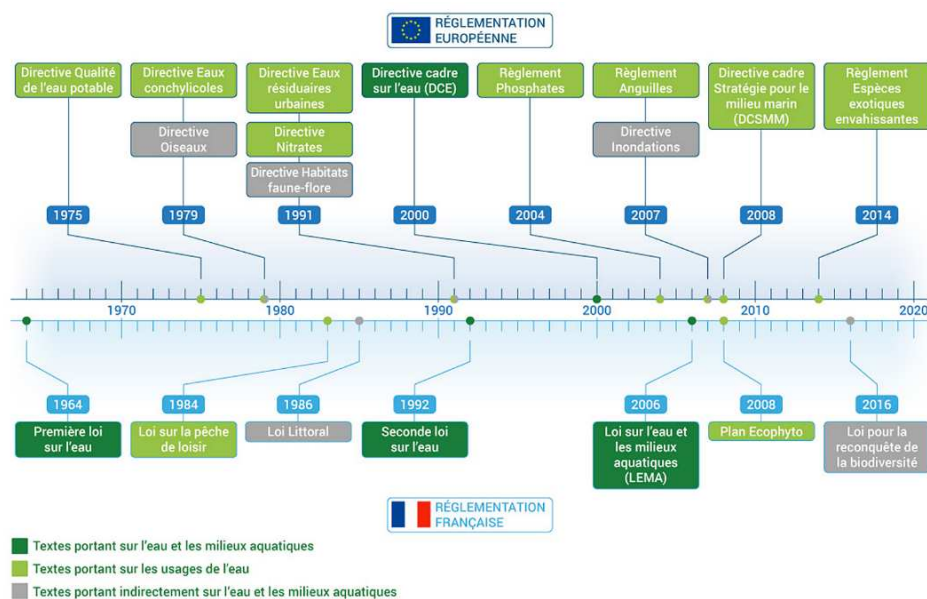 RÉGLEMENTATION
EUROPÉENNE
Directive Qualité
de l'eau potable
Directive Eaux
conchylicoles
Directive
Oiseaux
Directive Eaux
résiduaires
urbaines
Directive
Nitrates
Directive Habitats
faune-flore
Directive cadre
sur l'eau (DCE)
Règlement
Phosphates
Règlement
Anguilles
Directive
Inondations
Directive cadre
Stratégie pour le
milieu marin
(DCSMM)
Règlement
Espèces
exotiques
envahissantes
1975
1979
1991
2000
2004
2007
2008
2014
1970
1980
1990
2000
2010
2020
1964
1984
1986
1992
2006
2008
2016
Première loi
sur l'eau
Loi sur la pêche
de loisir
Loi Littoral
Seconde loi
sur l'eau
Loi sur l'eau et
les milieux
aquatiques
(LEMA)
Plan Ecophyto
Loi pour la
reconquête de
la biodiversité
RÉGLEMENTATION
FRANÇAISE
Textes portant sur l'eau et les milieux aquatiques
Textes portant sur les usages de l'eau
Textes portant indirectement sur l'eau et les milieux aquatiques